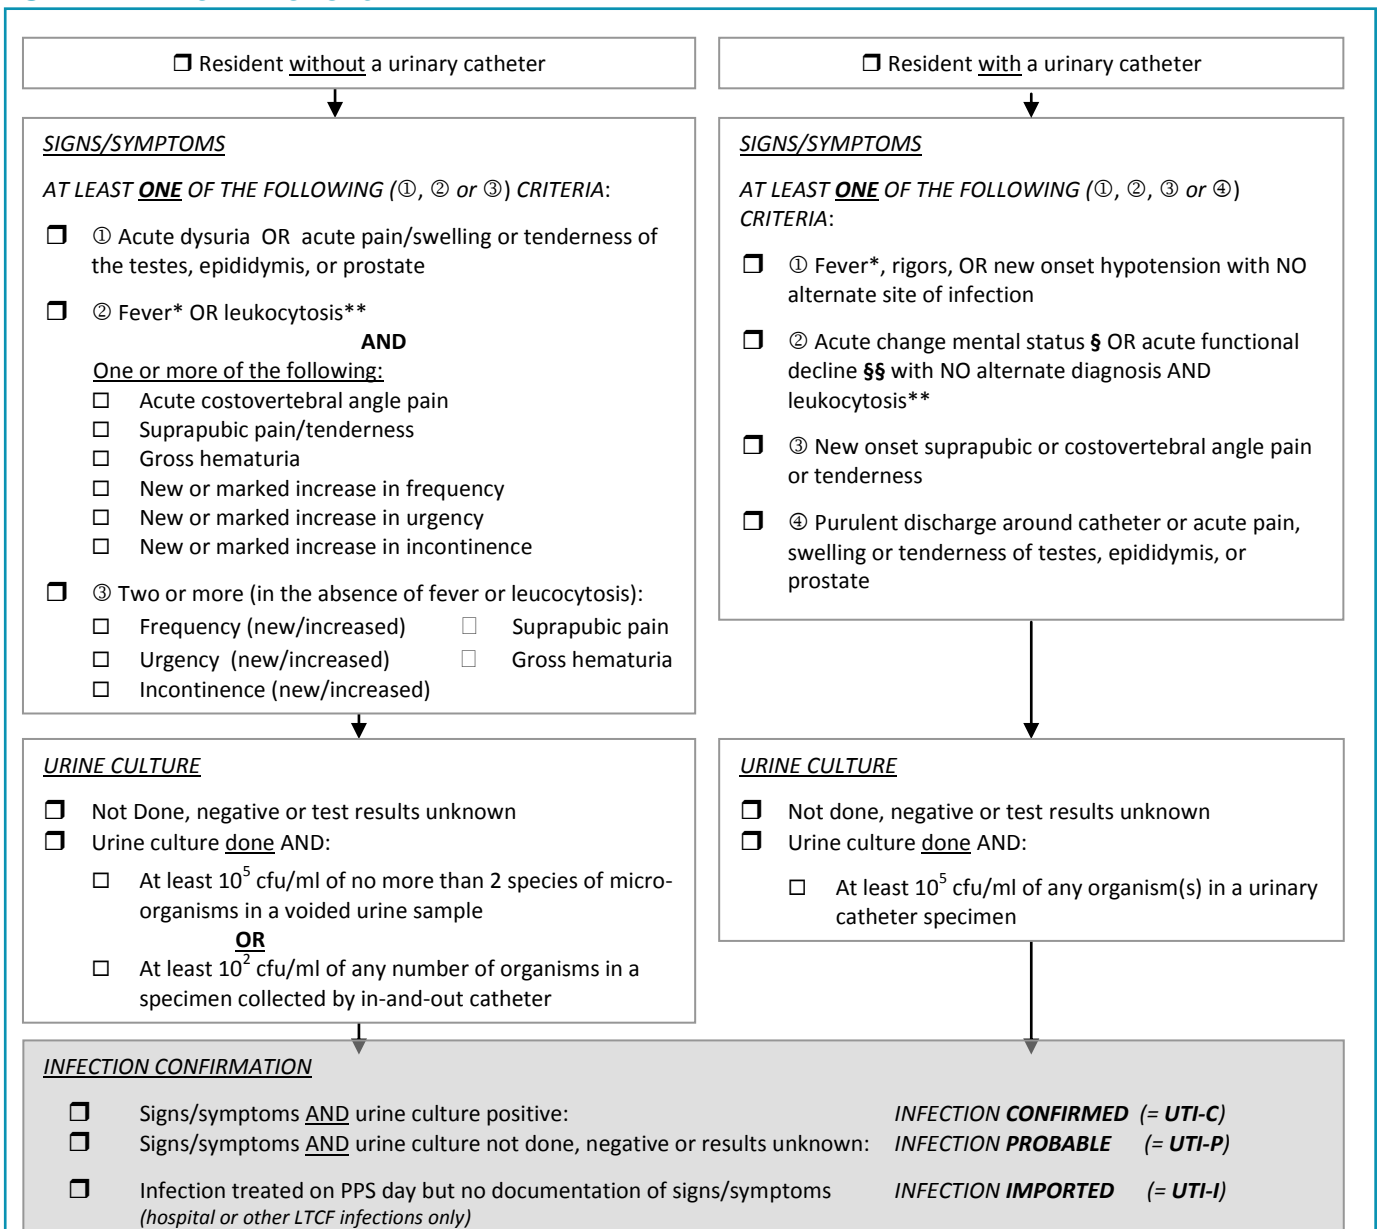 ❒ Resident without a urinary catheter
SIGNS/SYMPTOMS
AT LEAST ONE OF THE FOLLOWING (①, ② or ③) CRITERIA:
❒ ① Acute dysuria OR acute pain/swelling or tenderness of
the testes, epididymis, or prostate
❒ ② Fever* OR leukocytosis**
AND
One or more of the following:
☐ Acute costovertebral angle pain
☐ Suprapubic pain/tenderness
☐ Gross hematuria
☐ New or marked increase in frequency
☐ New or marked increase in urgency
☐ New or marked increase in incontinence
❒ ③ Two or more (in the absence of fever or leucocytosis):
☐ Frequency (new/increased) ☐ Suprapubic pain
☐ Urgency (new/increased) ☐ Gross hematuria
☐ Incontinence (new/increased)
URINE CULTURE
❒ Not Done, negative or test results unknown
❒ Urine culture done AND:
☐ At least 10⁵ cfu/ml of no more than 2 species of micro-
organisms in a voided urine sample
OR
☐ At least 10² cfu/ml of any number of organisms in a
specimen collected by in-and-out catheter
❒ Resident with a urinary catheter
SIGNS/SYMPTOMS
AT LEAST ONE OF THE FOLLOWING (①, ②, ③ or ④)
CRITERIA:
❒ ① Fever*, rigors, OR new onset hypotension with NO
alternate site of infection
❒ ② Acute change mental status § OR acute functional
decline §§ with NO alternate diagnosis AND
leukocytosis**
❒ ③ New onset suprapubic or costovertebral angle pain
or tenderness
❒ ④ Purulent discharge around catheter or acute pain,
swelling or tenderness of testes, epididymis, or
prostate
URINE CULTURE
❒ Not done, negative or test results unknown
❒ Urine culture done AND:
☐ At least 10⁵ cfu/ml of any organism(s) in a urinary
catheter specimen
INFECTION CONFIRMATION
❒ Signs/symptoms AND urine culture positive: INFECTION CONFIRMED (= UTI-C)
❒ Signs/symptoms AND urine culture not done, negative or results unknown: INFECTION PROBABLE (= UTI-P)
❒ Infection treated on PPS day but no documentation of signs/symptoms INFECTION IMPORTED (= UTI-I)
(hospital or other LTCF infections only)